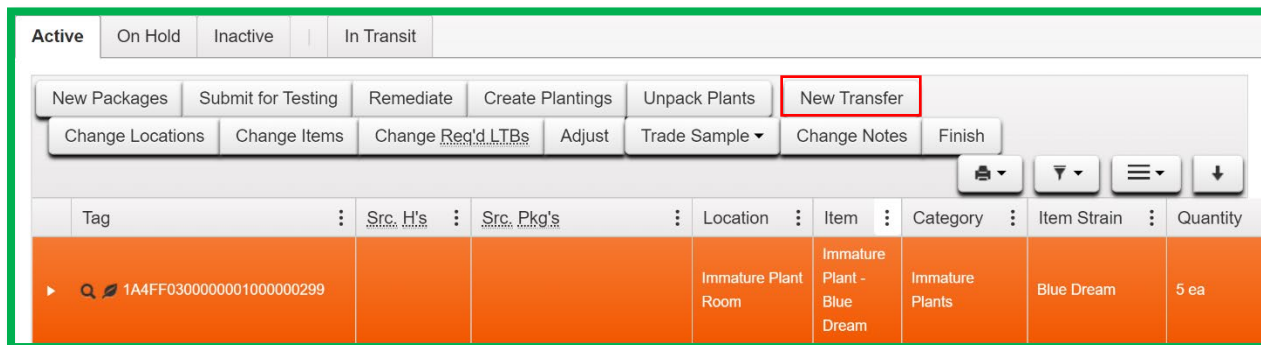 Active On Hold Inactive | In Transit
New Packages Submit for Testing Remediate Create Plantings Unpack Plants New Transfer
Change Locations Change Items Change Req'd LTBs Adjust Trade Sample Change Notes Finish
Tag Src. H's Src. Pkg's Location Item Category Item Strain Quantity
1A4FF0300000001000000299
Immature Plant
Room
Immature
Plant -
Blue
Dream
Immature
Plants
Blue Dream
5 ea